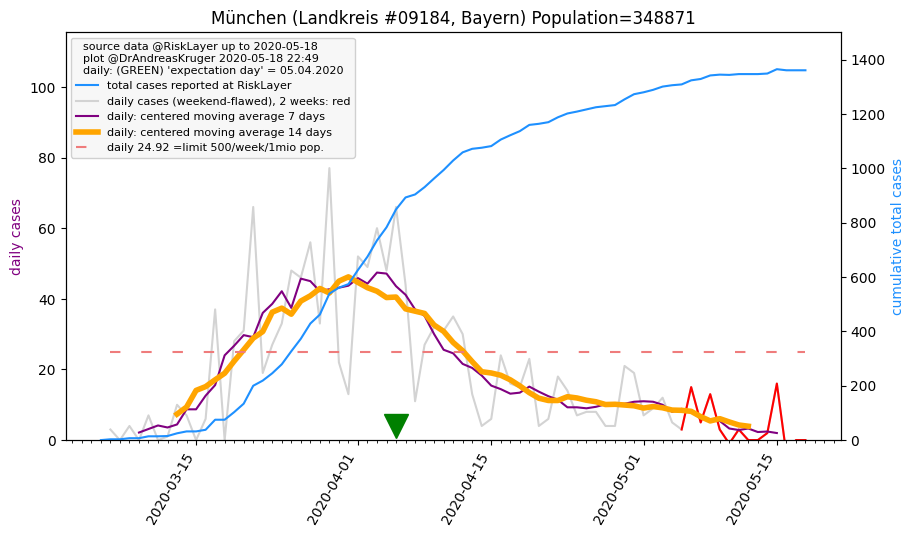 München (Landkreis #09184, Bayern) Population=348871
source data @RiskLayer up to 2020-05-18
plot @DrAndreasKruger 2020-05-18 22:49
daily: (GREEN) 'expectation day' = 05.04.2020
total cases reported at RiskLayer
daily cases (weekend-flawed), 2 weeks: red
daily: centered moving average 7 days
daily: centered moving average 14 days
daily 24.92 =limit 500/week/1mio pop.
daily cases
100
80
60
40
20
0
1400
1200
1000
800
600
400
200
0
cumulative total cases
2020-03-15
2020-04-01
2020-04-15
2020-05-01
2020-05-15